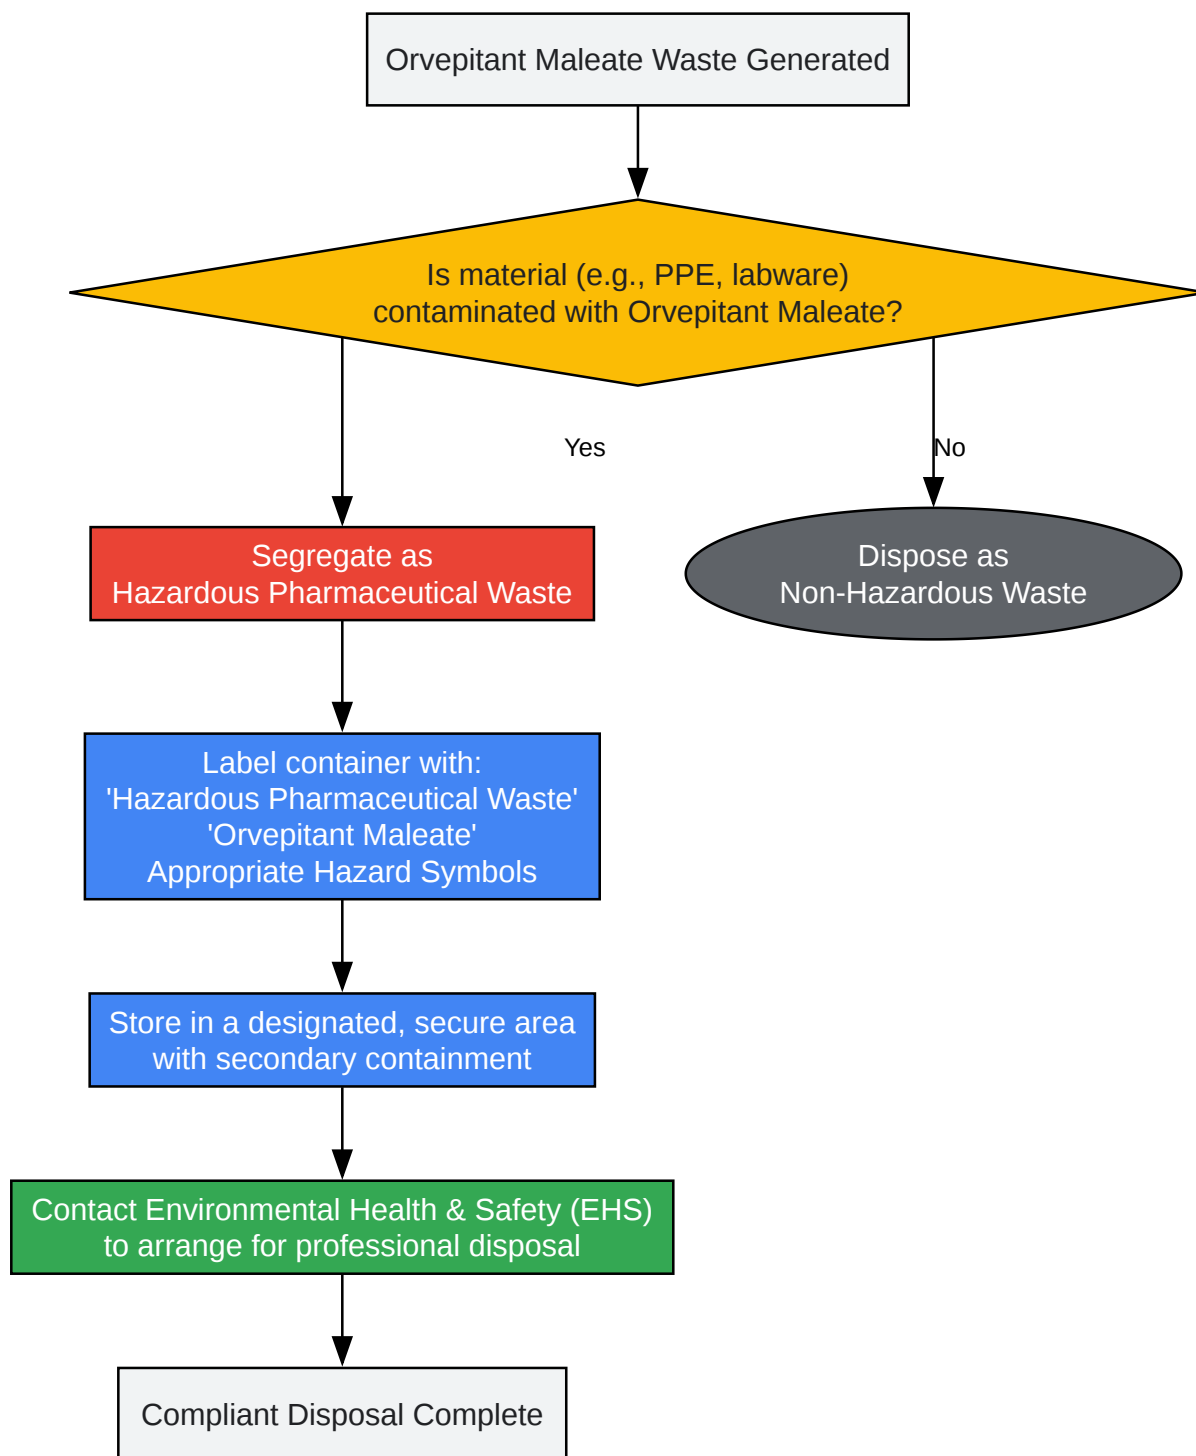 Orvepitant Maleate Waste Generated
Is material (e.g., PPE, labware)
contaminated with Orvepitant Maleate?
Yes
No
Segregate as
Hazardous Pharmaceutical Waste
Dispose as
Non-Hazardous Waste
Label container with:
'Hazardous Pharmaceutical Waste'
'Orvepitant Maleate'
Appropriate Hazard Symbols
Store in a designated, secure area
with secondary containment
Contact Environmental Health & Safety (EHS)
to arrange for professional disposal
Compliant Disposal Complete